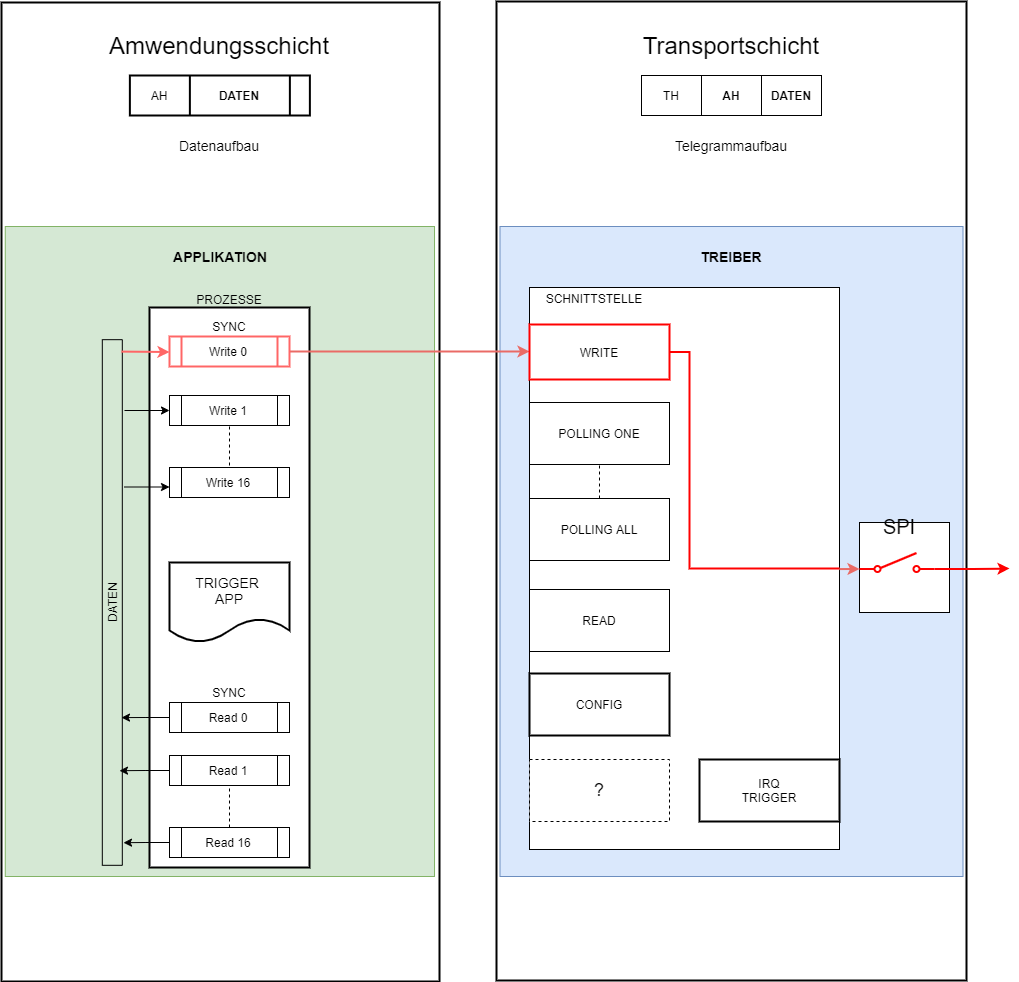 Amwendungsschicht
AH
DATEN
Datenaufbau
APPLIKATION
PROZESSE
SYNC
Write 0
Write 1
Write 16
DATEN
TRIGGER
APP
SYNC
Read 0
Read 1
Read 16
Transportschicht
TH
AH
DATEN
Telegrammaufbau
TREIBER
SCHNITTSTELLE
WRITE
POLLING ONE
POLLING ALL
SPI
READ
CONFIG
?
IRQ
TRIGGER